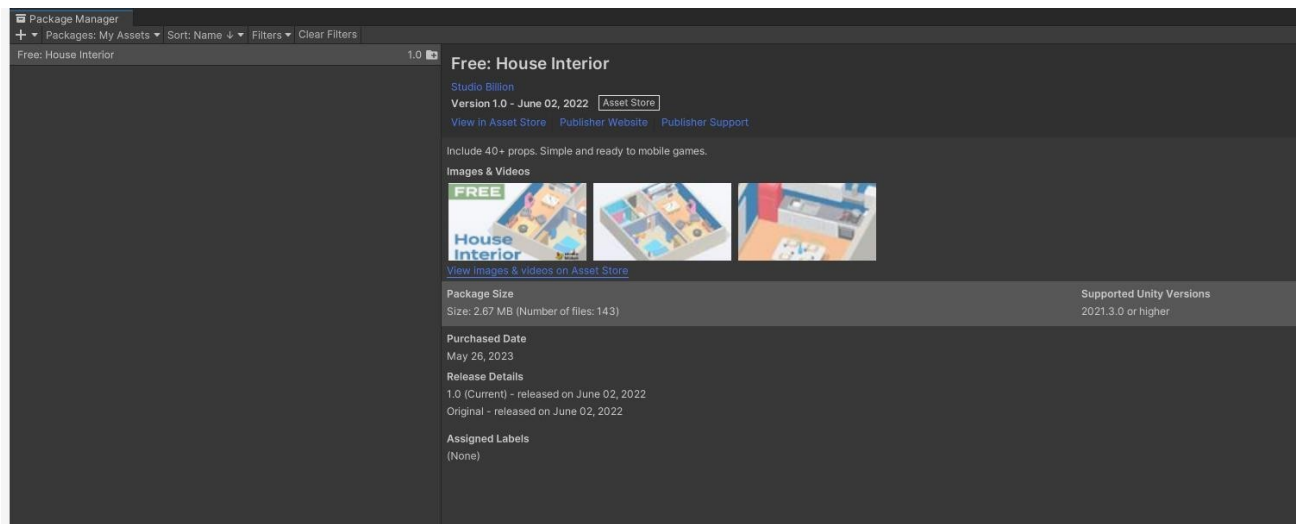 Package Manager
+ Packages: My Assets Sort: Name ↓ Filters Clear Filters
Free: House Interior 1.0
Free: House Interior
Studio Billion
Version 1.0 - June 02, 2022 Asset Store
View in Asset Store Publisher Website Publisher Support
Include 40+ props. Simple and ready to mobile games.
Images & Videos
FREE
House
Interior
View images & videos on Asset Store
Package Size
Size: 2.67 MB (Number of files: 143)
Supported Unity Versions
2021.3.0 or higher
Purchased Date
May 26, 2023
Release Details
1.0 (Current) - released on June 02, 2022
Original - released on June 02, 2022
Assigned Labels
(None)